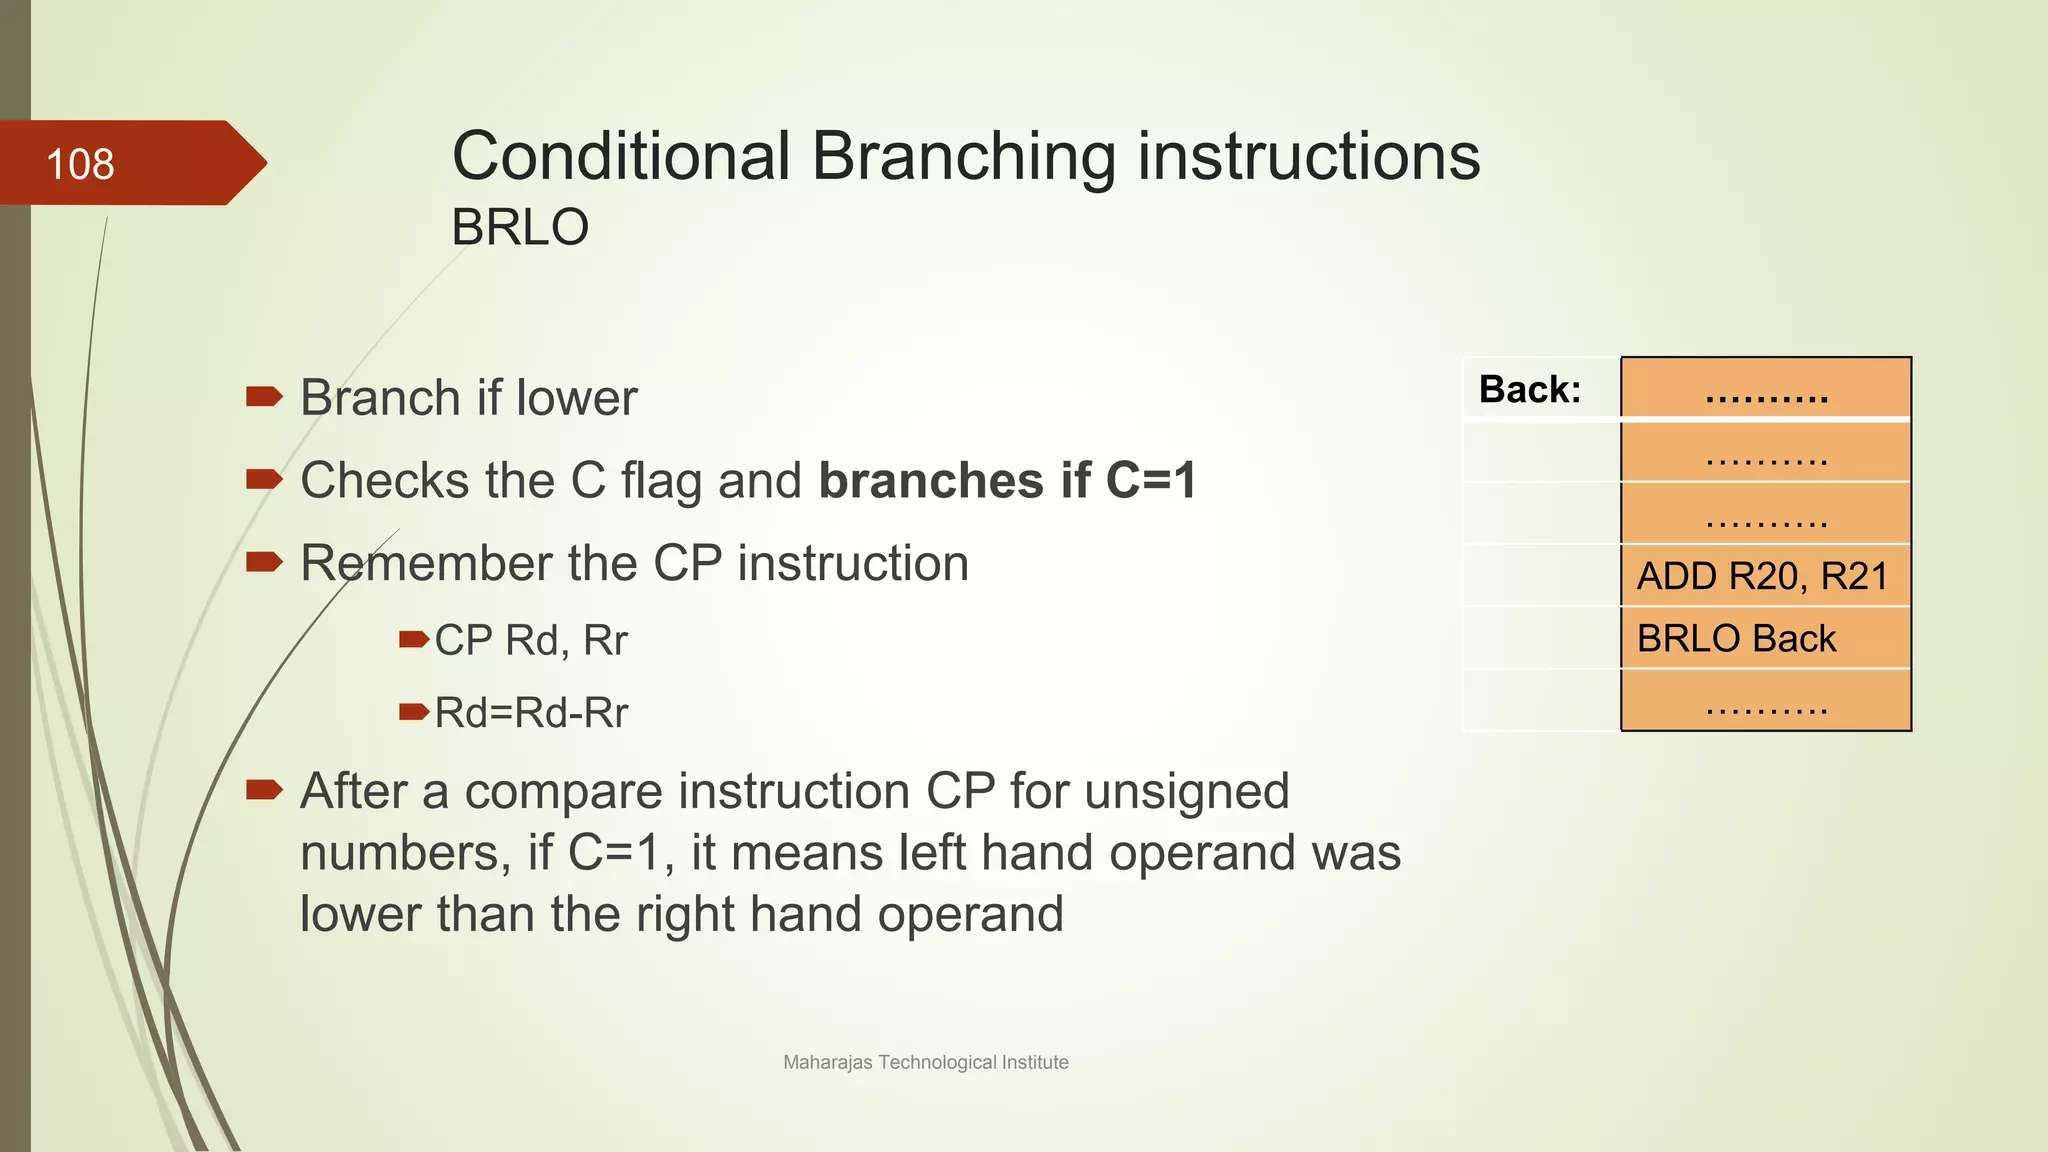 108
Conditional Branching instructions
BRLO
Branch if lower
Checks the C flag and branches if C=1
Remember the CP instruction
CP Rd, Rr
Rd=Rd-Rr
After a compare instruction CP for unsigned
numbers, if C=1, it means left hand operand was
lower than the right hand operand
Back: ……….
……….
……….
ADD R20, R21
BRLO Back
……….
Maharajas Technological Institute